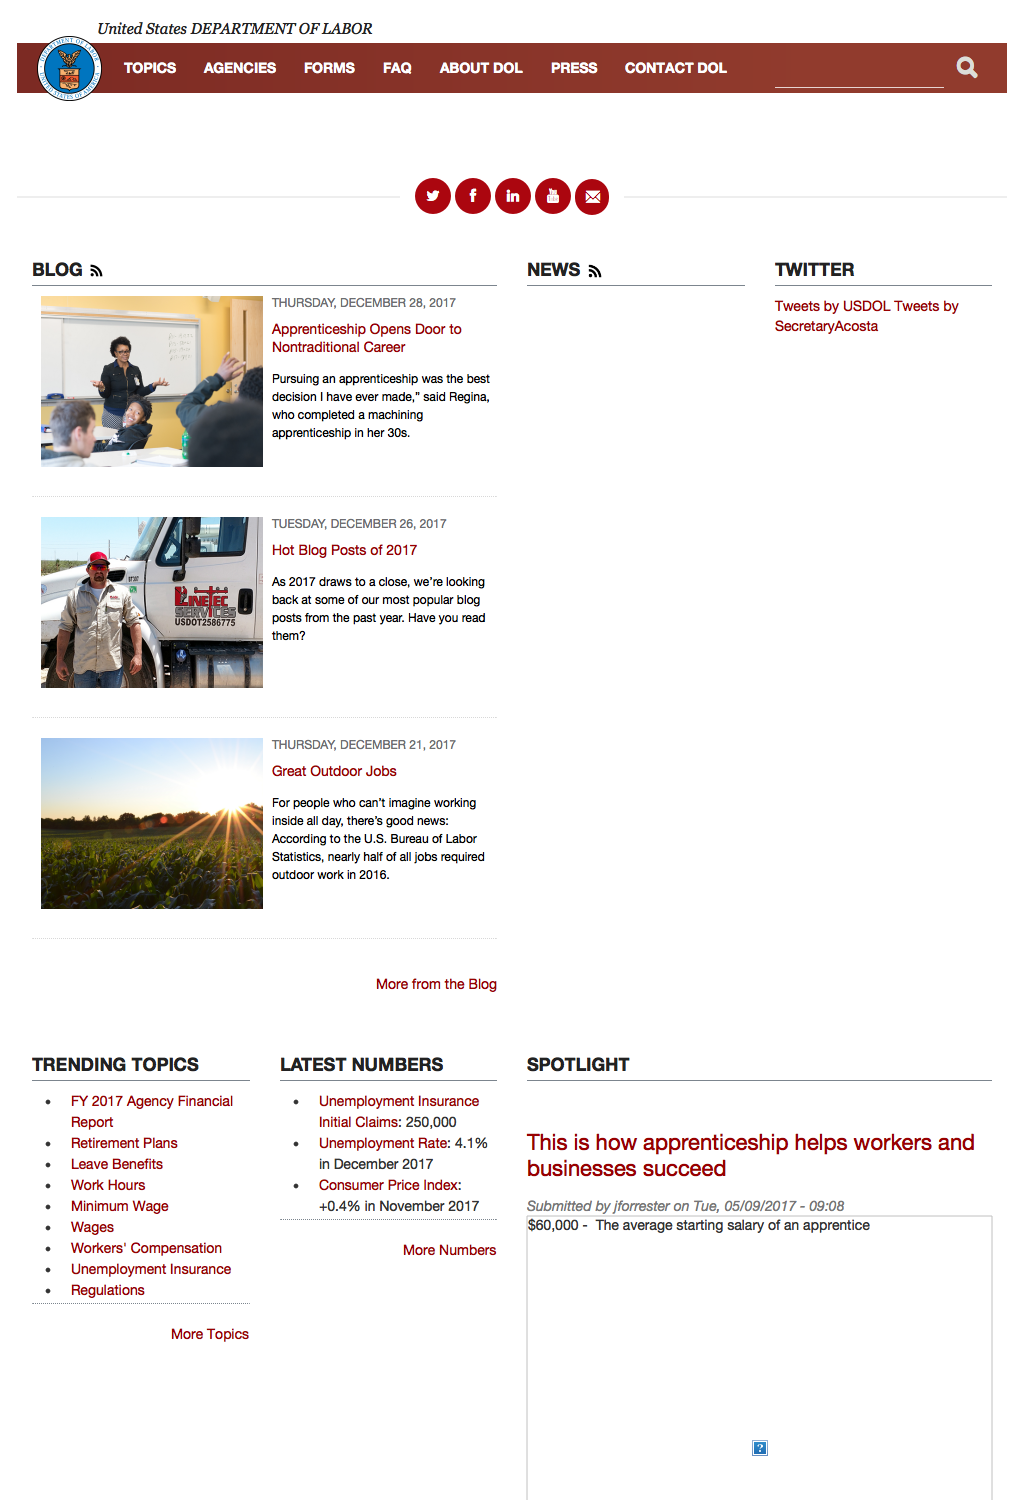 United States DEPARTMENT OF LABOR
TOPICS AGENCIES FORMS FAQ ABOUT DOL PRESS CONTACT DOL
BLOG
THURSDAY, DECEMBER 28, 2017
Apprenticeship Opens Door to
Nontraditional Career
Pursuing an apprenticeship was the best
decision I have ever made,” said Regina,
who completed a machining
apprenticeship in her 30s.
LINETEC
SERVICES
USDOT2586775
TUESDAY, DECEMBER 26, 2017
Hot Blog Posts of 2017
As 2017 draws to a close, we’re looking
back at some of our most popular blog
posts from the past year. Have you read
them?
THURSDAY, DECEMBER 21, 2017
Great Outdoor Jobs
For people who can’t imagine working
inside all day, there’s good news:
According to the U.S. Bureau of Labor
Statistics, nearly half of all jobs required
outdoor work in 2016.
More from the Blog
NEWS
TWITTER
Tweets by USDOL Tweets by
SecretaryAcosta
TRENDING TOPICS
• FY 2017 Agency Financial
Report
• Retirement Plans
• Leave Benefits
• Work Hours
• Minimum Wage
• Wages
• Workers' Compensation
• Unemployment Insurance
• Regulations
More Topics
LATEST NUMBERS
• Unemployment Insurance
Initial Claims: 250,000
• Unemployment Rate: 4.1%
in December 2017
• Consumer Price Index:
+0.4% in November 2017
More Numbers
SPOTLIGHT
This is how apprenticeship helps workers and
businesses succeed
Submitted by jforrester on Tue, 05/09/2017 - 09:08
$60,000 - The average starting salary of an apprentice